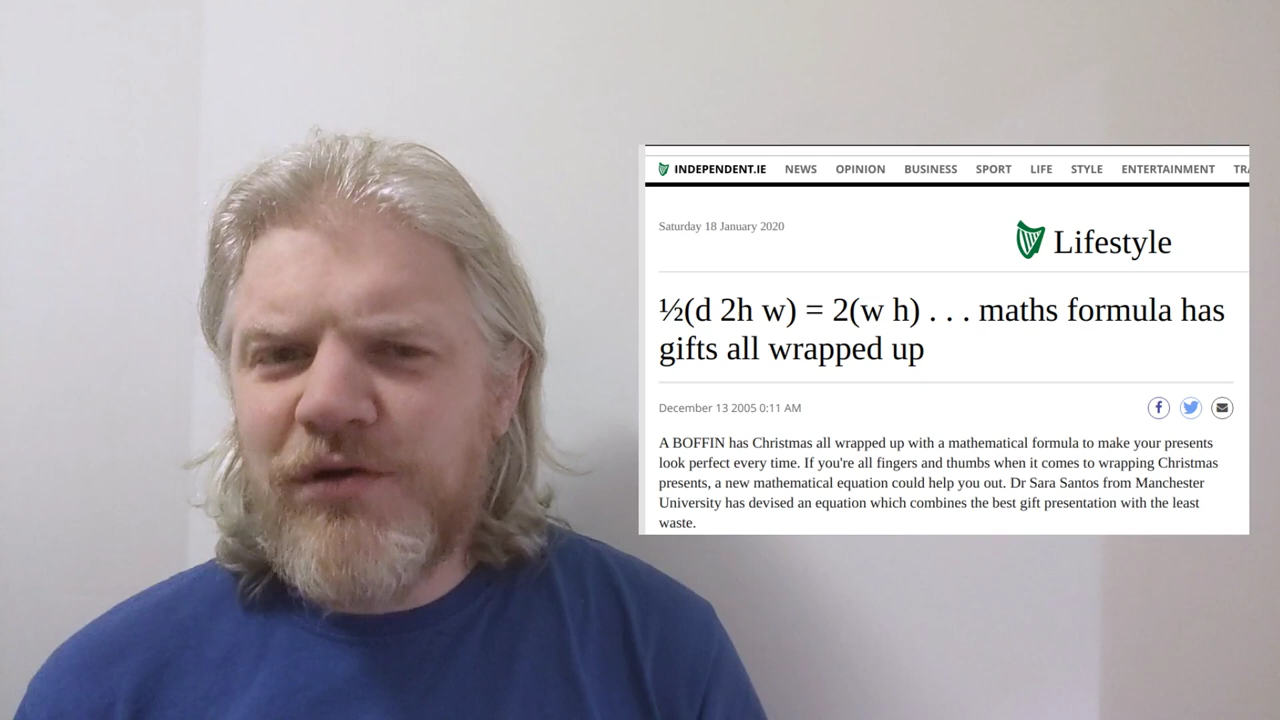 INDEPENDENT.IE NEWS OPINION BUSINESS SPORT LIFE STYLE ENTERTAINMENT TRA
Saturday 18 January 2020
Lifestyle
½(d 2h w) = 2(w h) . . . maths formula has
gifts all wrapped up
December 13 2005 0:11 AM
A BOFFIN has Christmas all wrapped up with a mathematical formula to make your presents
look perfect every time. If you're all fingers and thumbs when it comes to wrapping Christmas
presents, a new mathematical equation could help you out. Dr Sara Santos from Manchester
University has devised an equation which combines the best gift presentation with the least
waste.